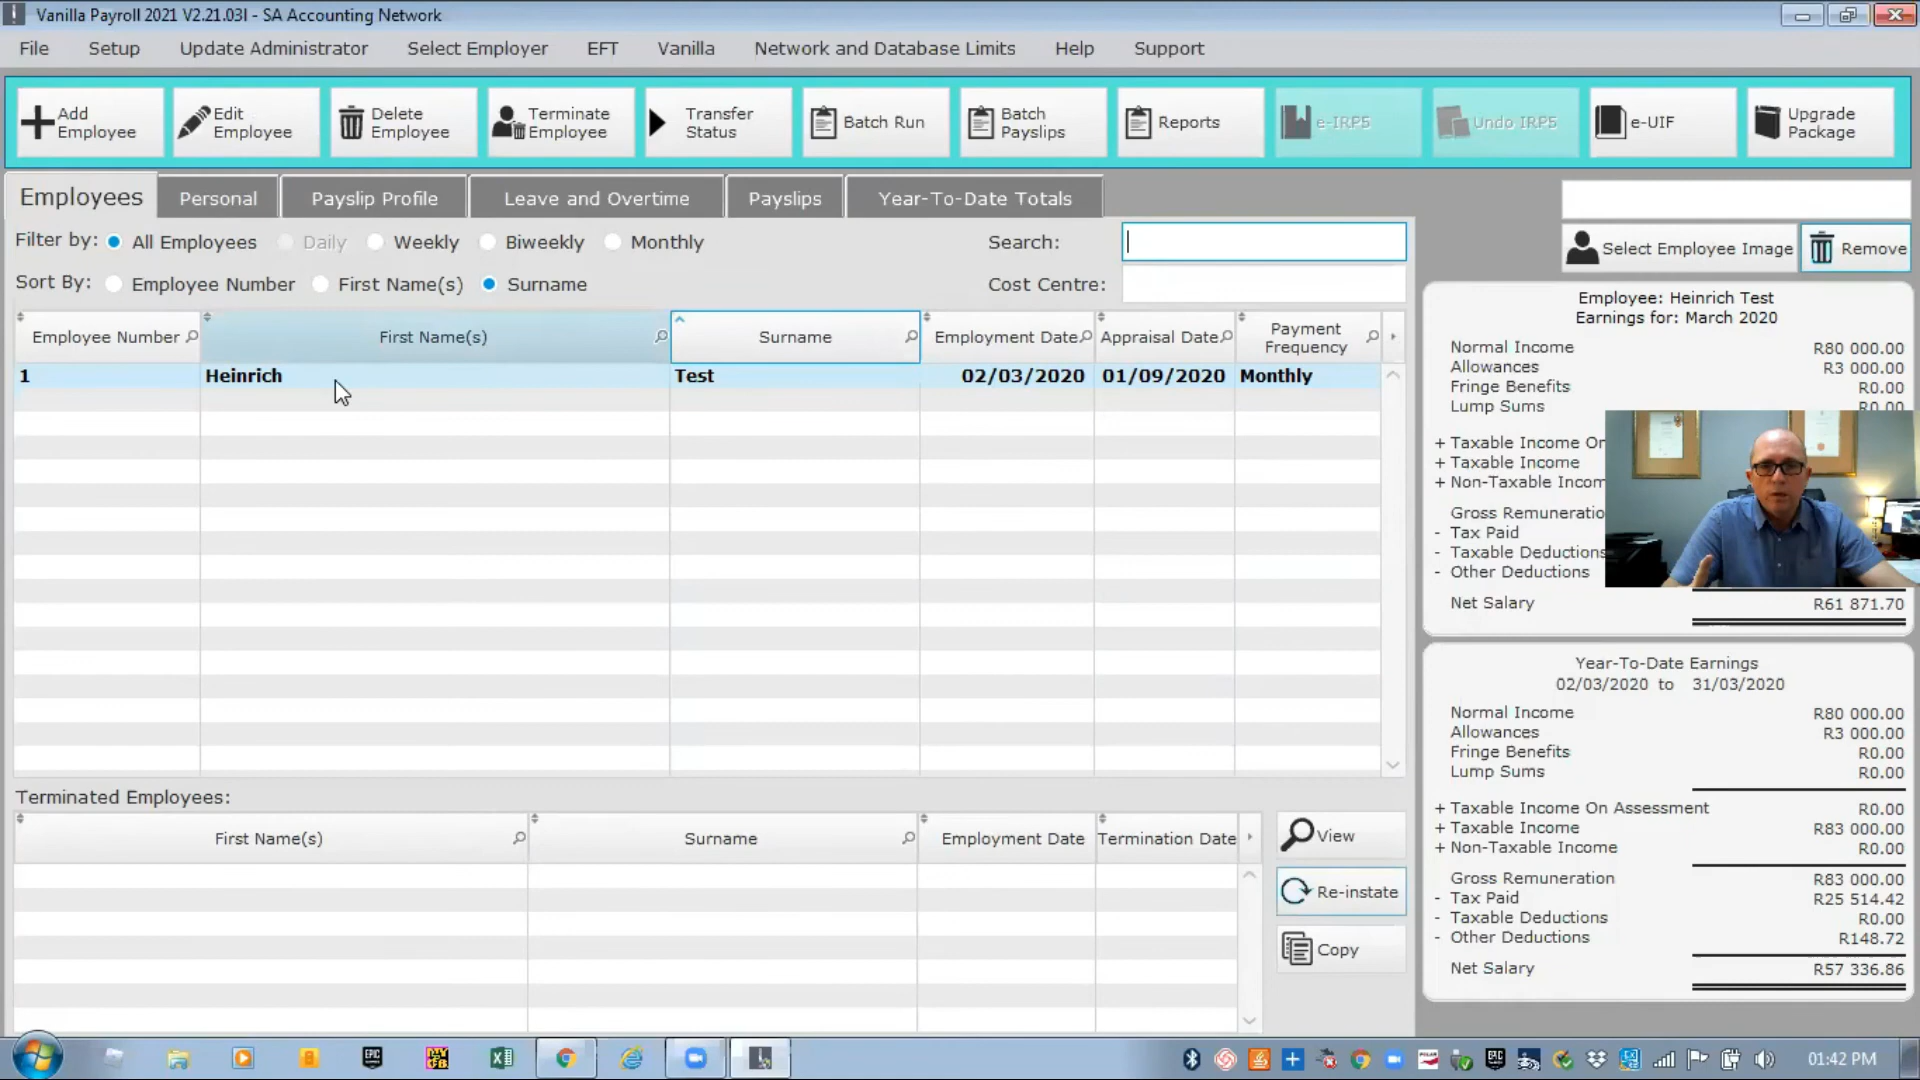 Vanilla Payroll 2021 V2.21.03I - SA Accounting Network
File Setup Update Administrator Select Employer EFT Vanilla Network and Database Limits Help Support
Add Employee
Edit Employee
Delete Employee
Terminate Employee
Transfer Status
Batch Run
Batch Payslips
Reports
e-IRP5
Undo IRP5
e-UIF
Upgrade Package
Employees Personal Payslip Profile Leave and Overtime Payslips Year-To-Date Totals
Filter by: All Employees Daily Weekly Biweekly Monthly Search:
Sort By: Employee Number First Name(s) Surname Cost Centre:
Select Employee Image Remove
Employee Number First Name(s) Surname Employment Date Appraisal Date Payment Frequency
1 Heinrich Test 02/03/2020 01/09/2020 Monthly
Terminated Employees:
First Name(s) Surname Employment Date Termination Date
View
Re-instate
Copy
Employee: Heinrich Test
Earnings for: March 2020
Normal Income R80 000.00
Allowances R3 000.00
Fringe Benefits R0.00
Lump Sums R0.00
+ Taxable Income On
+ Taxable Income
+ Non-Taxable Incom
Gross Remuneratio
- Tax Paid
- Taxable Deductions
- Other Deductions
Net Salary R61 871.70
Year-To-Date Earnings
02/03/2020 to 31/03/2020
Normal Income R80 000.00
Allowances R3 000.00
Fringe Benefits R0.00
Lump Sums R0.00
+ Taxable Income On Assessment R0.00
+ Taxable Income R83 000.00
+ Non-Taxable Income R0.00
Gross Remuneration R83 000.00
- Tax Paid R25 514.42
- Taxable Deductions R0.00
- Other Deductions R148.72
Net Salary R57 336.86
01:42 PM